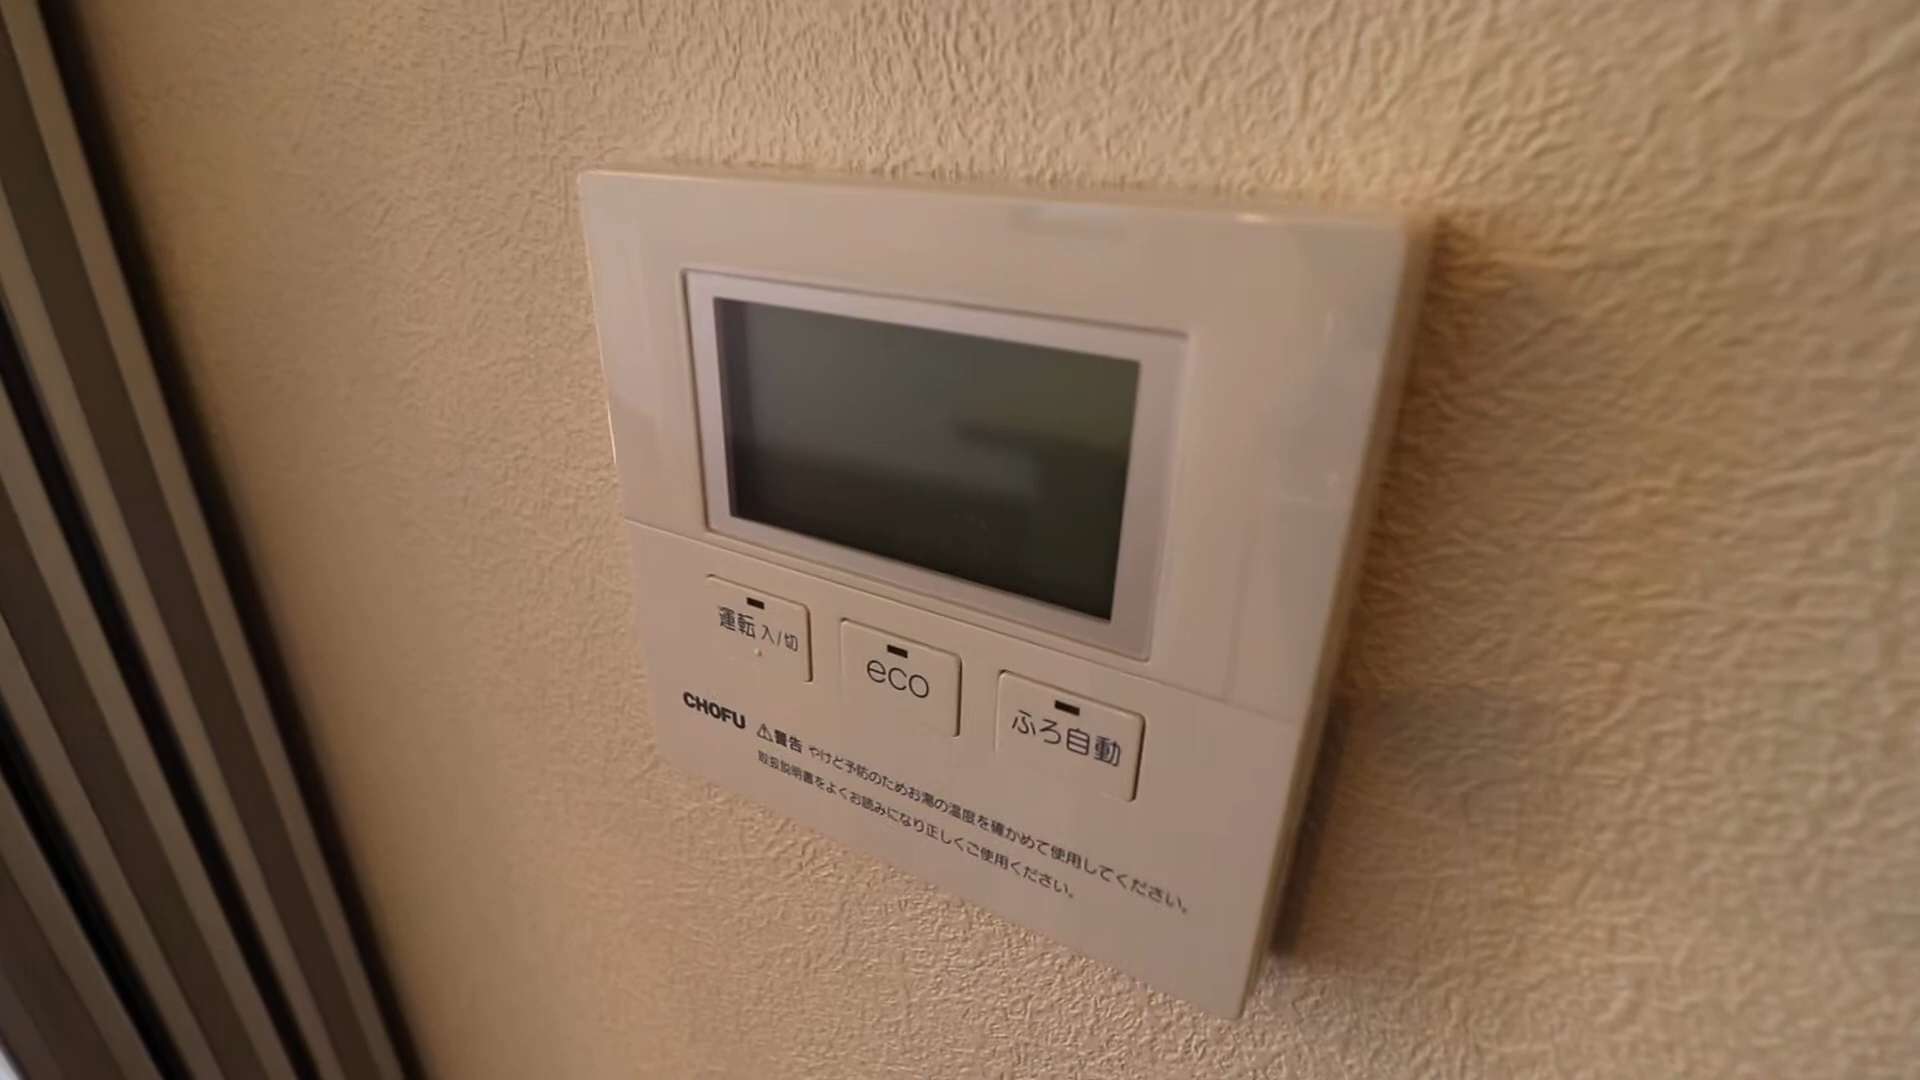 運転 入/切
eco
ふろ自動
CHOFU
⚠警告 やけど予防のためお湯の温度を確かめて使用してください。
取扱説明書をよくお読みになり正しくご使用ください。